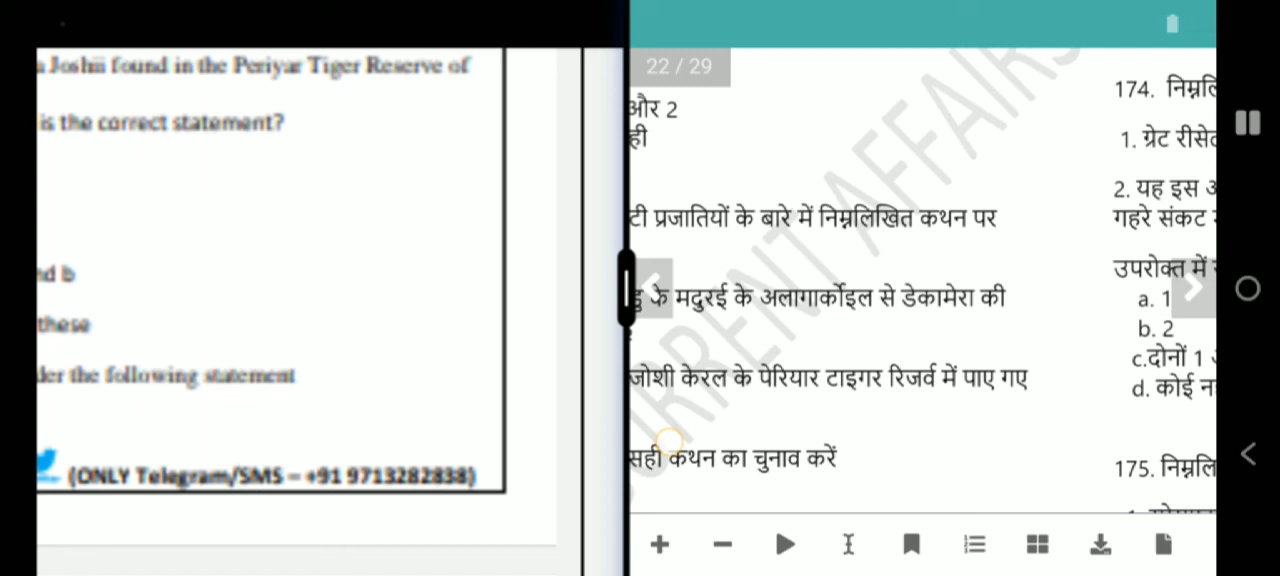 Joshii found in the Periyar Tiger Reserve of
is the correct statement?
nd b
these
der the following statement
(ONLY Telegram/SMS – +91 9713282838)
22 / 29
और 2
ही
टी प्रजातियों के बारे में निम्नलिखित कथन पर
के मदुरई के अलागार्कोइल से डेकामेरा की
जोशी केरल के पेरियार टाइगर रिजर्व में पाए गए
सही कथन का चुनाव करें
CURRENT AFFAIRS
174. निम्नलि
1. ग्रेट रीसे
2. यह इस अ
गहरे संकट
उपरोक्त में
a. 1
b. 2
c.दोनों 1
d. कोई न
175. निम्नलि